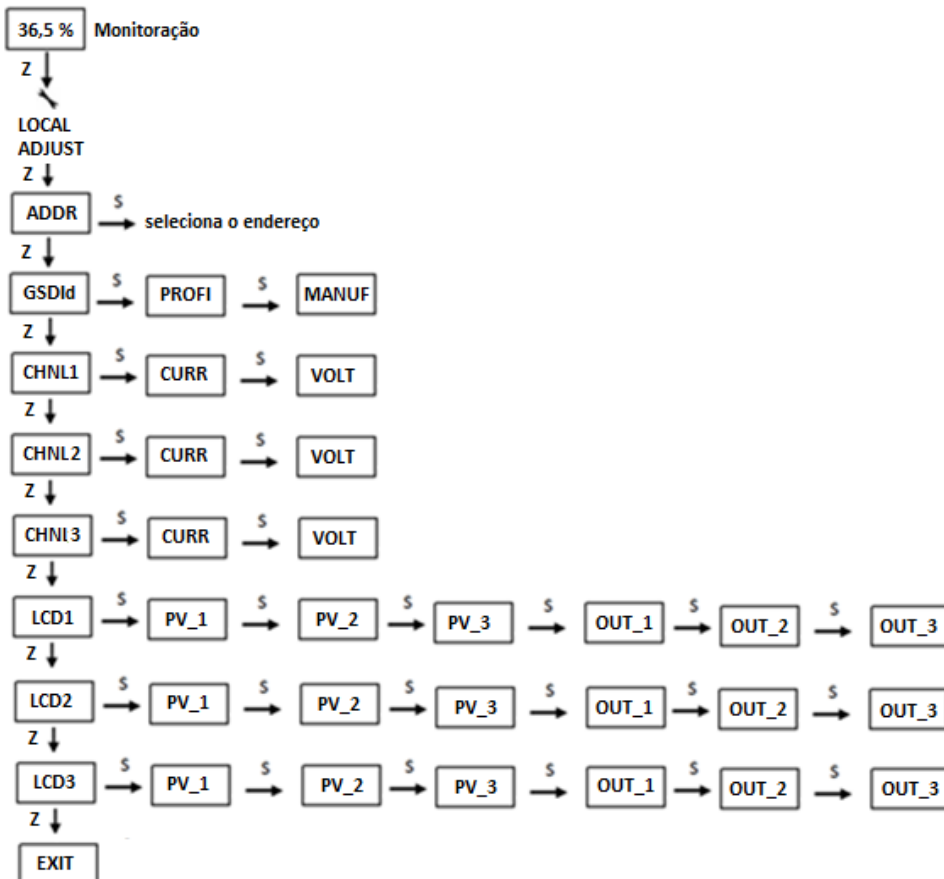 36,5 % Monitoração
Z
LOCAL
ADJUST
Z
ADDR $ seleciona o endereço
Z
GSDId $ PROFI $ MANUF
Z
CHNL1 $ CURR $ VOLT
Z
CHNL2 $ CURR $ VOLT
Z
CHNL3 $ CURR $ VOLT
Z
LCD1 $ PV_1 $ PV_2 $ PV_3 $ OUT_1 $ OUT_2 $ OUT_3
Z
LCD2 $ PV_1 $ PV_2 $ PV_3 $ OUT_1 $ OUT_2 $ OUT_3
Z
LCD3 $ PV_1 $ PV_2 $ PV_3 $ OUT_1 $ OUT_2 $ OUT_3
Z
EXIT